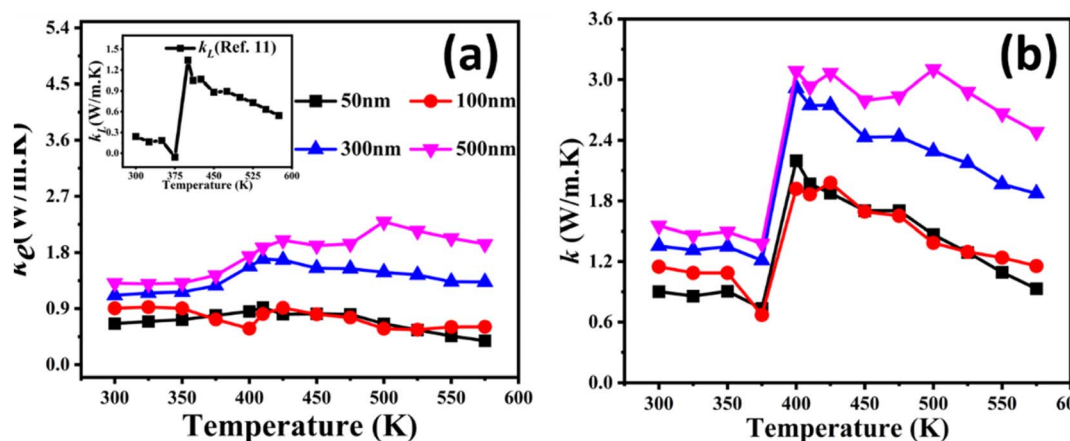 5.4
4.5
3.6
2.7
1.8
0.9
0.0
ke(W/m.K)
300 350 400 450 500 550 600
Temperature (K)
(a)
1.5
1.2
0.9
0.6
0.3
0.0
kL(W/m.K)
kL(Ref. 11)
300 375 450 525 600
Temperature (K)
50nm 100nm
300nm 500nm
(b)
3.6
3.0
2.4
1.8
1.2
0.6
0.0
k (W/m.K)
300 350 400 450 500 550 600
Temperature (K)